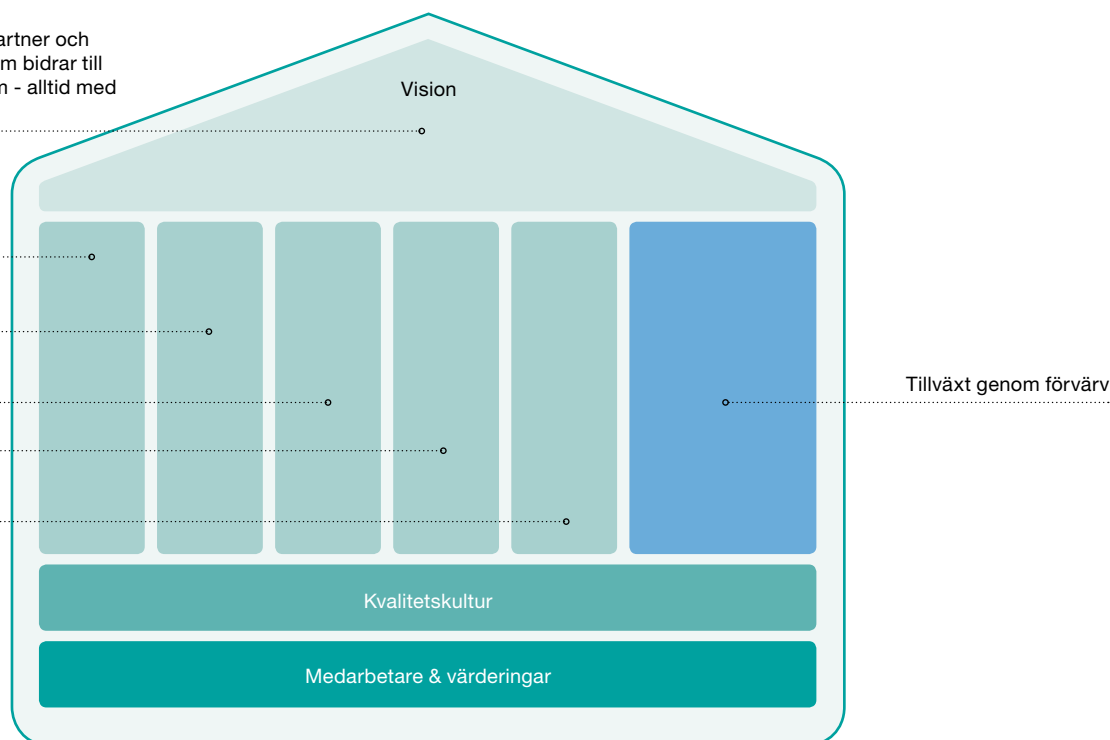 artner och
m bidrar till
- alltid med
Vision
Tillväxt genom förvärv
Kvalitetskultur
Medarbetare & värderingar